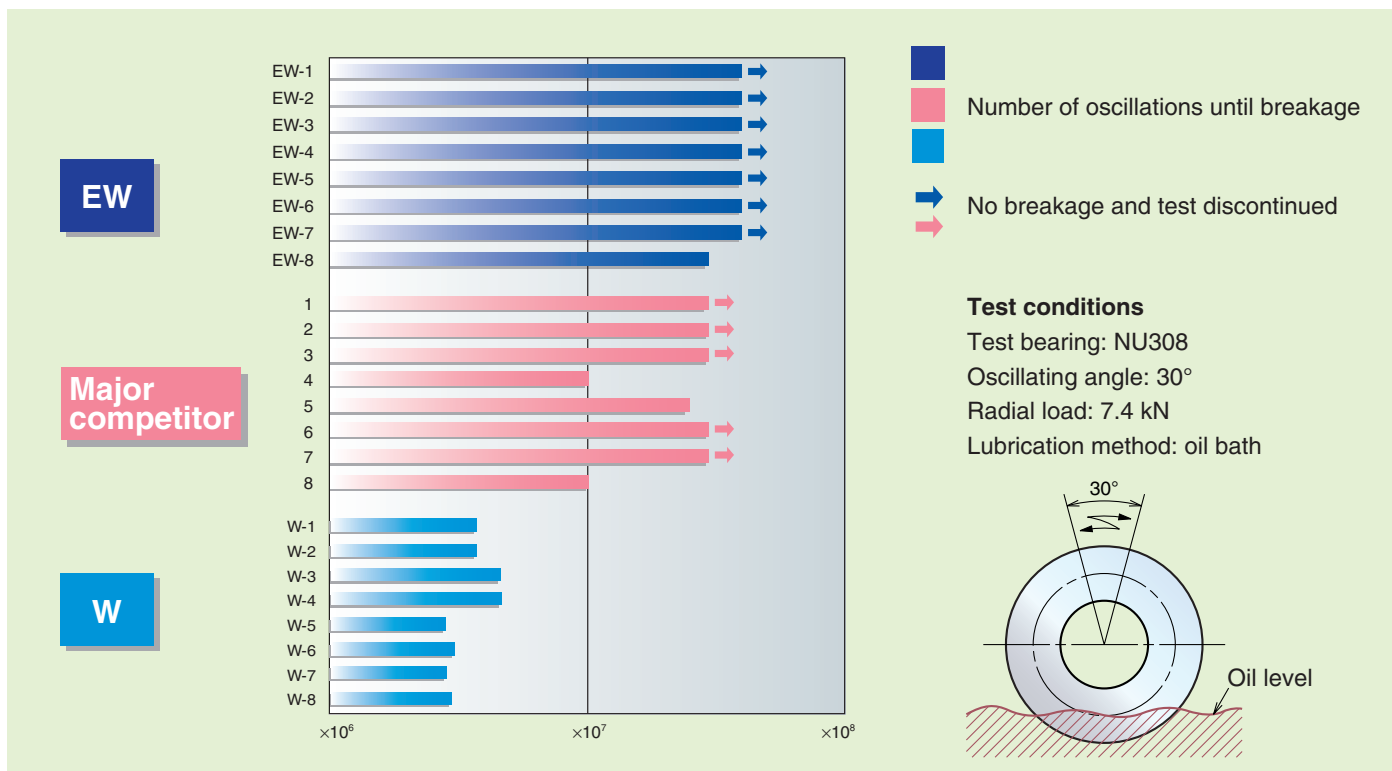 EW
Major
competitor
W
EW-1
EW-2
EW-3
EW-4
EW-5
EW-6
EW-7
EW-8
1
2
3
4
5
6
7
8
W-1
W-2
W-3
W-4
W-5
W-6
W-7
W-8
×10⁶
×10⁷
×10⁸
Number of oscillations until breakage
No breakage and test discontinued
Test conditions
Test bearing: NU308
Oscillating angle: 30°
Radial load: 7.4 kN
Lubrication method: oil bath
30°
Oil level